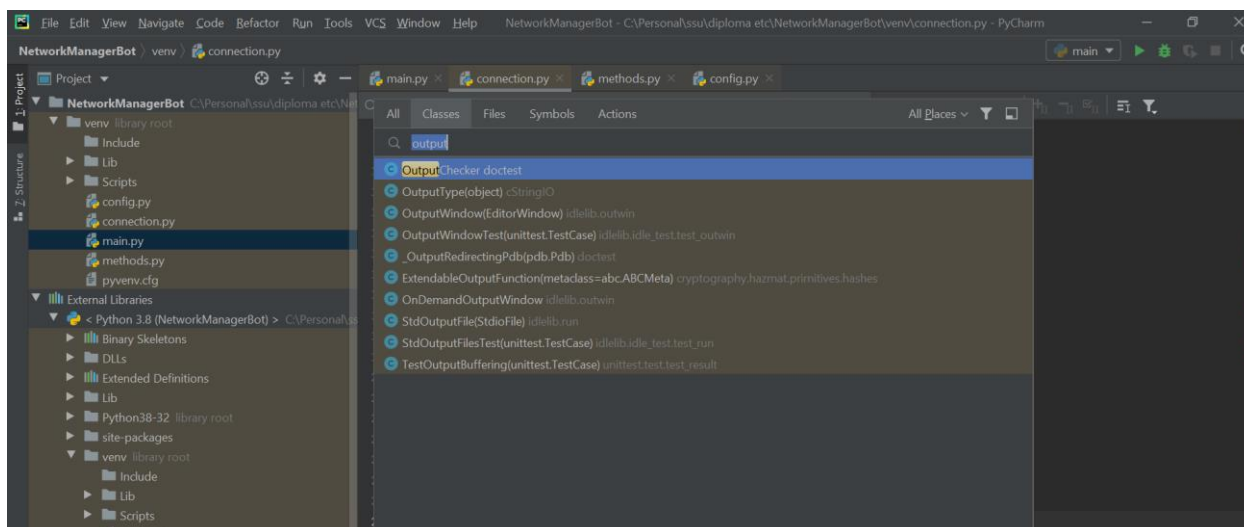 File Edit View Navigate Code Refactor Run Tools VCS Window Help NetworkManagerBot - C:\Personal\ssu\diploma etc\NetworkManagerBot\venv\connection.py - PyCharm
NetworkManagerBot venv connection.py main
1: Project
7: Structure
Project
main.py connection.py methods.py config.py
NetworkManagerBot C:\Personal\ssu\diploma etc\Net
venv library root
Include
Lib
Scripts
config.py
connection.py
main.py
methods.py
pyvenv.cfg
External Libraries
< Python 3.8 (NetworkManagerBot) > C:\Personal\ss
Binary Skeletons
DLLs
Extended Definitions
Lib
Python38-32 library root
site-packages
venv library root
Include
Lib
Scripts
All Classes Files Symbols Actions All Places
output
OutputChecker doctest
OutputType(object) cStringIO
OutputWindow(EditorWindow) idlelib.outwin
OutputWindowTest(unittest.TestCase) idlelib.idle_test.test_outwin
_OutputRedirectingPdb(pdb.Pdb) doctest
ExtendableOutputFunction(metaclass=abc.ABCMeta) cryptography.hazmat.primitives.hashes
OnDemandOutputWindow idlelib.outwin
StdOutputFile(StdioFile) idlelib.run
StdOutputFilesTest(unittest.TestCase) idlelib.idle_test.test_run
TestOutputBuffering(unittest.TestCase) unittest.test.test_result